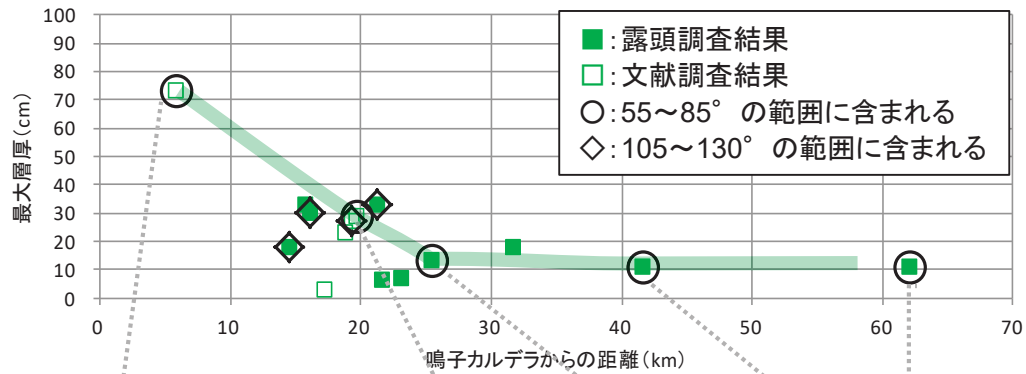 100
90
80
70
60
50
40
30
20
10
0
最大層厚(cm)
■：露頭調査結果
□：文献調査結果
○：55～85°の範囲に含まれる
◇：105～130°の範囲に含まれる
0 10 20 30 40 50 60 70
鳴子カルデラからの距離(km)